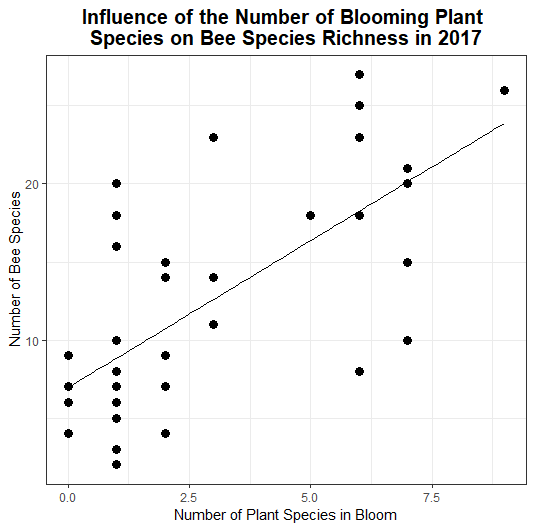 Influence of the Number of Blooming Plant
Species on Bee Species Richness in 2017
Number of Bee Species
20
10
0.0
2.5
5.0
7.5
Number of Plant Species in Bloom